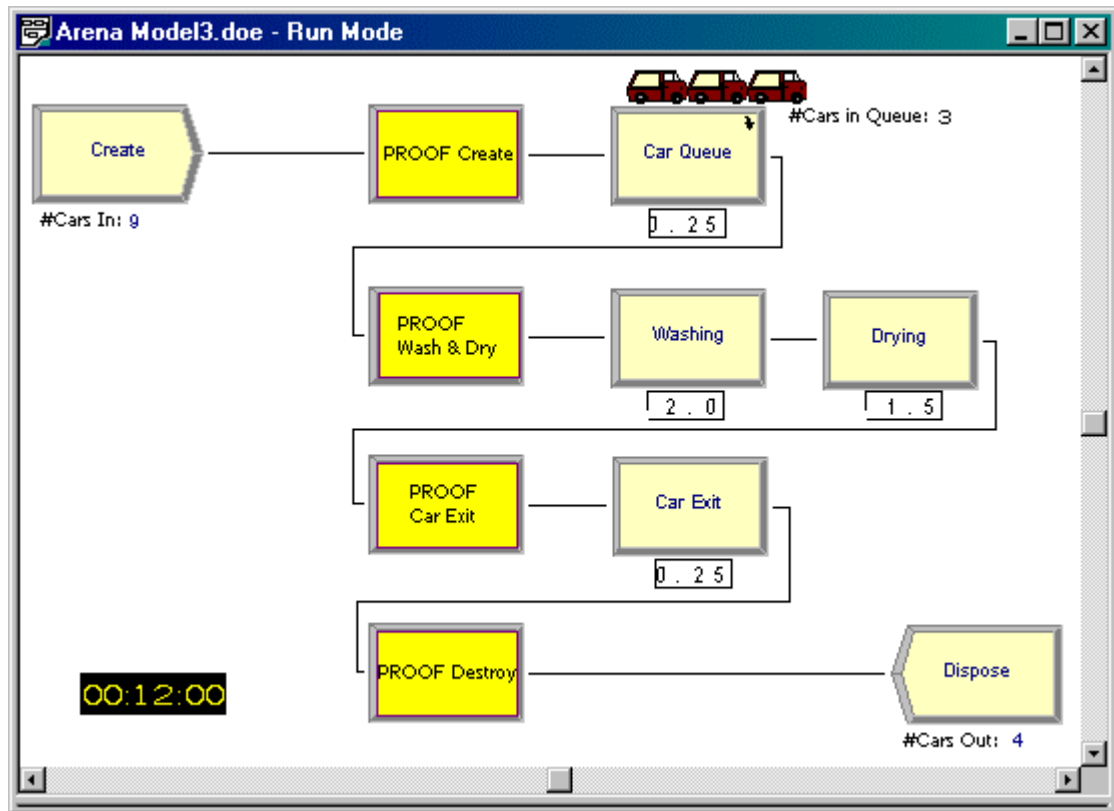 Arena Model3.doe - Run Mode
Create
#Cars In: 9
PROOF Create
Car Queue
#Cars in Queue: 3
0.25
PROOF
Wash & Dry
Washing
2.0
Drying
1.5
PROOF
Car Exit
Car Exit
0.25
PROOF Destroy
Dispose
#Cars Out: 4
00:12:00